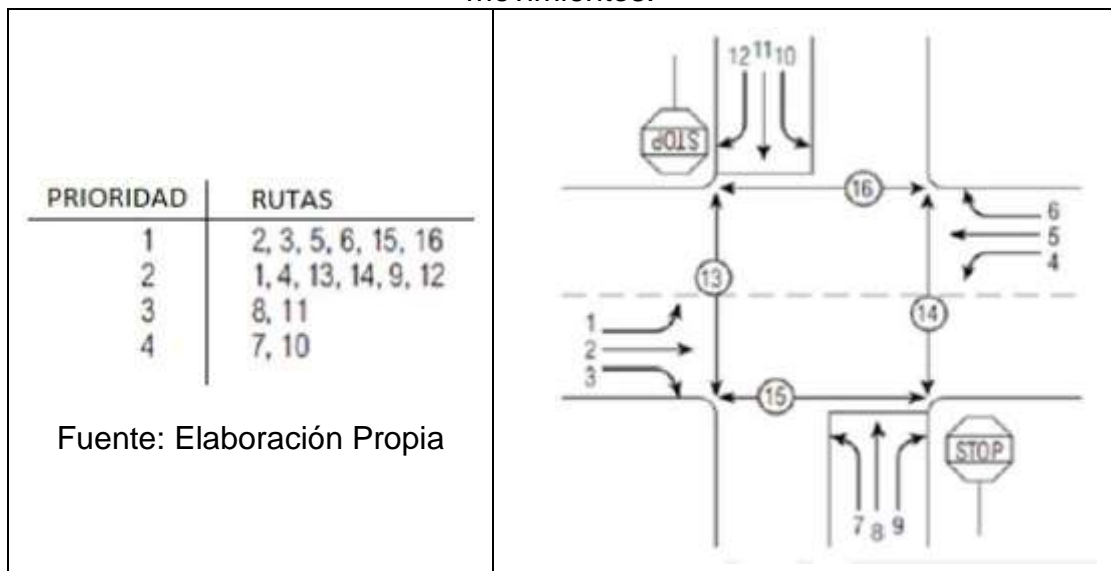 movimientos.
PRIORIDAD RUTAS
1 2, 3, 5, 6, 15, 16
2 1, 4, 13, 14, 9, 12
3 8, 11
4 7, 10
Fuente: Elaboración Propia
12 11 10
STOP
16
6
5
4
13
14
1
2
3
15
STOP
7 8 9